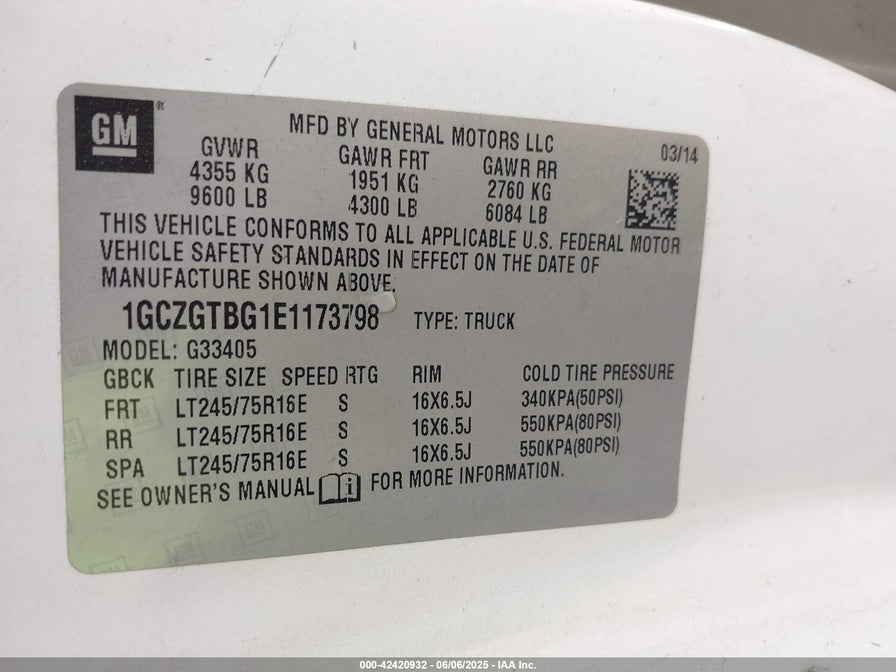 GM
MFD BY GENERAL MOTORS LLC
03/14
GVWR GAWR FRT GAWR RR
4355 KG 1951 KG 2760 KG
9600 LB 4300 LB 6084 LB
THIS VEHICLE CONFORMS TO ALL APPLICABLE U.S. FEDERAL MOTOR
VEHICLE SAFETY STANDARDS IN EFFECT ON THE DATE OF
MANUFACTURE SHOWN ABOVE.
1GCZGTBG1E1173798 TYPE: TRUCK
MODEL: G33405
GBCK TIRE SIZE SPEED RTG RIM COLD TIRE PRESSURE
FRT LT245/75R16E S 16X6.5J 340KPA(50PSI)
RR LT245/75R16E S 16X6.5J 550KPA(80PSI)
SPA LT245/75R16E S 16X6.5J 550KPA(80PSI)
SEE OWNER'S MANUAL i FOR MORE INFORMATION.
000-42420932 - 06/06/2025 - IAA Inc.